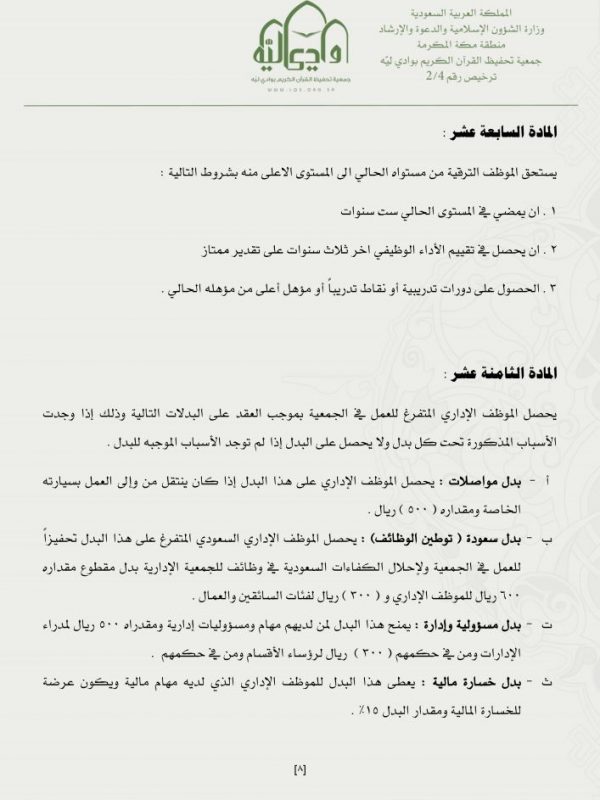 المملكة العربية السعودية
وزارة الشؤون الإسلامية والدعوة والإرشاد
منطقة مكة المكرمة
جمعية تحفيظ القرآن الكريم بوادي ليّه
ترخيص رقم 2/4
وادي ليّه
جمعية تحفيظ القرآن الكريم بوادي ليّه
المادة السابعة عشر :
يستحق الموظف الترقية من مستواه الحالي الى المستوى الاعلى منه بشروط التالية :
١ . ان يمضي في المستوى الحالي ست سنوات
٢ . ان يحصل في تقييم الأداء الوظيفي اخر ثلاث سنوات على تقدير ممتاز
٣ . الحصول على دورات تدريبية أو نقاط تدريباً أو مؤهل أعلى من مؤهله الحالي .
المادة الثامنة عشر :
يحصل الموظف الإداري المتفرغ للعمل في الجمعية بموجب العقد على البدلات التالية وذلك إذا وجدت
الأسباب المذكورة تحت كل بدل ولا يحصل على البدل إذا لم توجد الأسباب الموجبه للبدل .
أ - بدل مواصلات : يحصل الموظف الإداري على هذا البدل إذا كان ينتقل من وإلى العمل بسيارته
الخاصة ومقداره ( ٥٠٠ ) ريال .
ب - بدل سعودة ( توطين الوظائف) : يحصل الموظف الإداري السعودي المتفرغ على هذا البدل تحفيزاً
للعمل في الجمعية ولإحلال الكفاءات السعودية في وظائف للجمعية الإدارية بدل مقطوع مقداره
٦٠٠ ريال للموظف الإداري و ( ٣٠٠ ) ريال لفئات السائقين والعمال .
ت - بدل مسؤولية وإدارة : يمنح هذا البدل لمن لديهم مهام ومسؤوليات إدارية ومقدراه ٥٠٠ ريال لمدراء
الإدارات ومن في حكمهم ( ٣٠٠ ) ريال لرؤساء الأقسام ومن في حكمهم .
ث - بدل خسارة مالية : يعطى هذا البدل للموظف الإداري الذي لديه مهام مالية ويكون عرضة
للخسارة المالية ومقدار البدل ١٥٪ .
[٨]